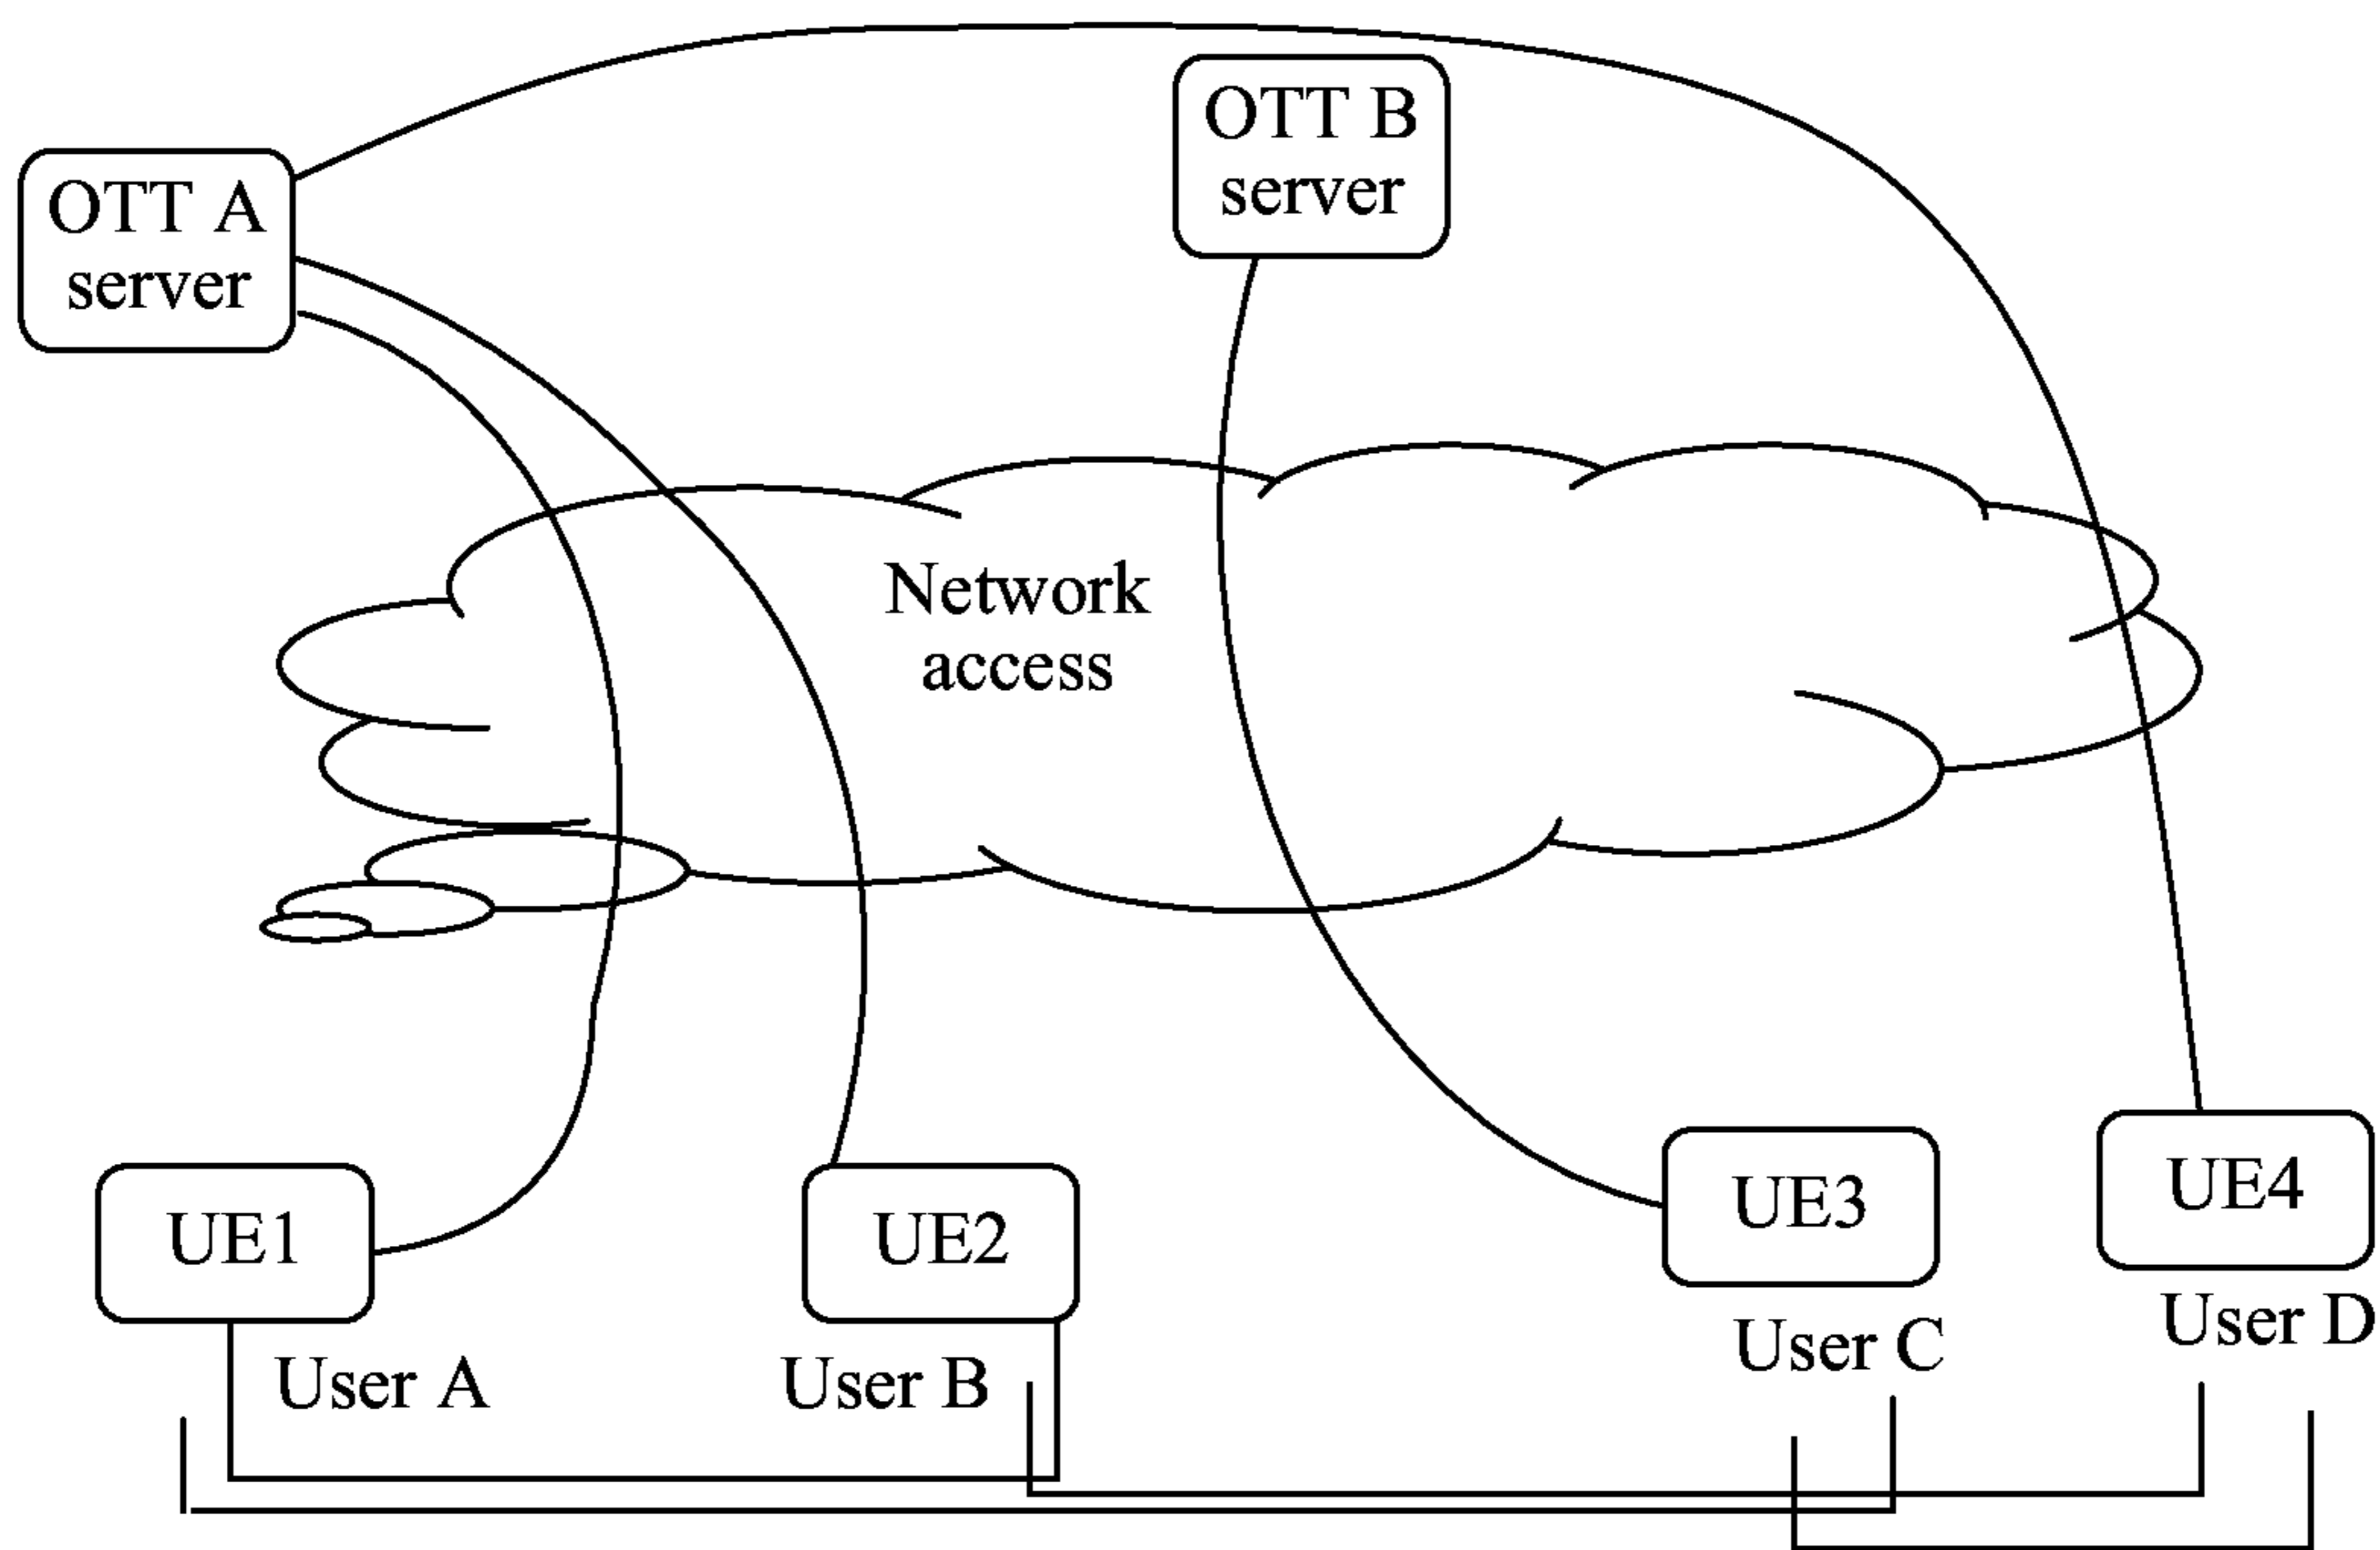 OTT B
server
OTT A
server
Network
access
UE1
UE2
UE3
UE4
User A
User B
User C
User D